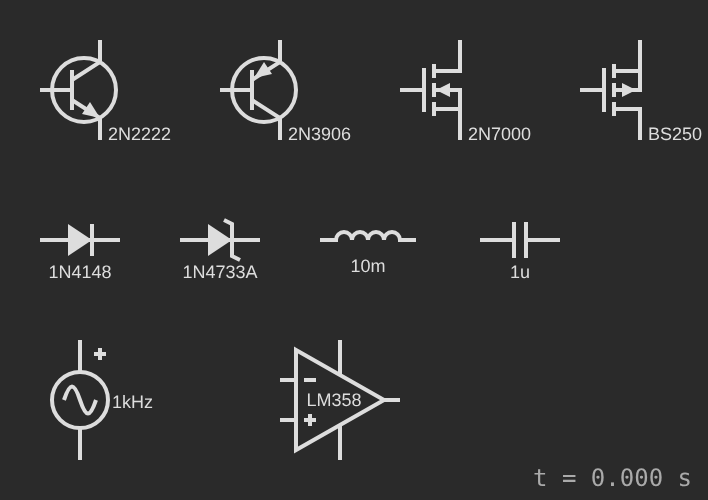 2N2222
2N3906
2N7000
BS250
1N4148
1N4733A
10m
1u
1kHz
LM358
t = 0.000 s